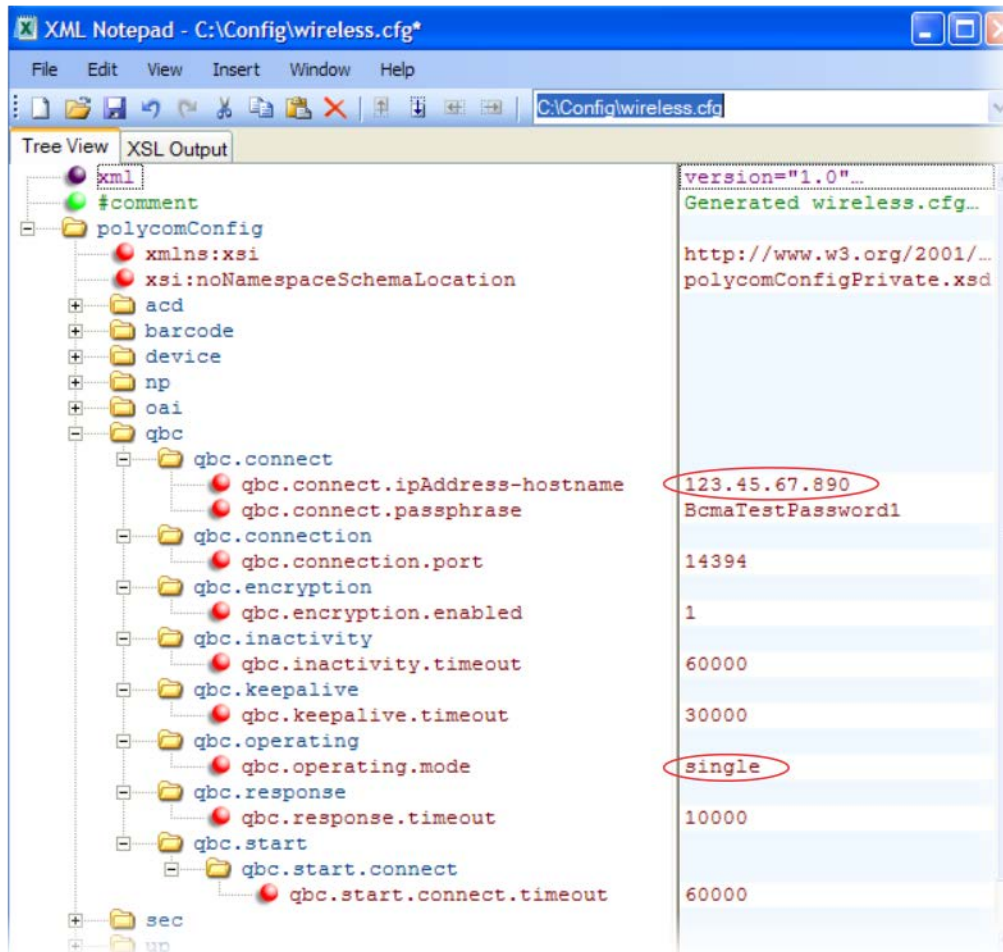 XML Notepad - C:\Config\wireless.cfg*
File Edit View Insert Window Help
C:\Config\wireless.cfg
Tree View XSL Output
xml version="1.0"…
#comment Generated wireless.cfg…
polycomConfig
xmlns:xsi http://www.w3.org/2001/…
xsi:noNamespaceSchemaLocation polycomConfigPrivate.xsd
acd
barcode
device
np
oai
qbc
qbc.connect
qbc.connect.ipAddress-hostname 123.45.67.890
qbc.connect.passphrase BcmaTestPassword1
qbc.connection
qbc.connection.port 14394
qbc.encryption
qbc.encryption.enabled 1
qbc.inactivity
qbc.inactivity.timeout 60000
qbc.keepalive
qbc.keepalive.timeout 30000
qbc.operating
qbc.operating.mode single
qbc.response
qbc.response.timeout 10000
qbc.start
qbc.start.connect
qbc.start.connect.timeout 60000
sec
up